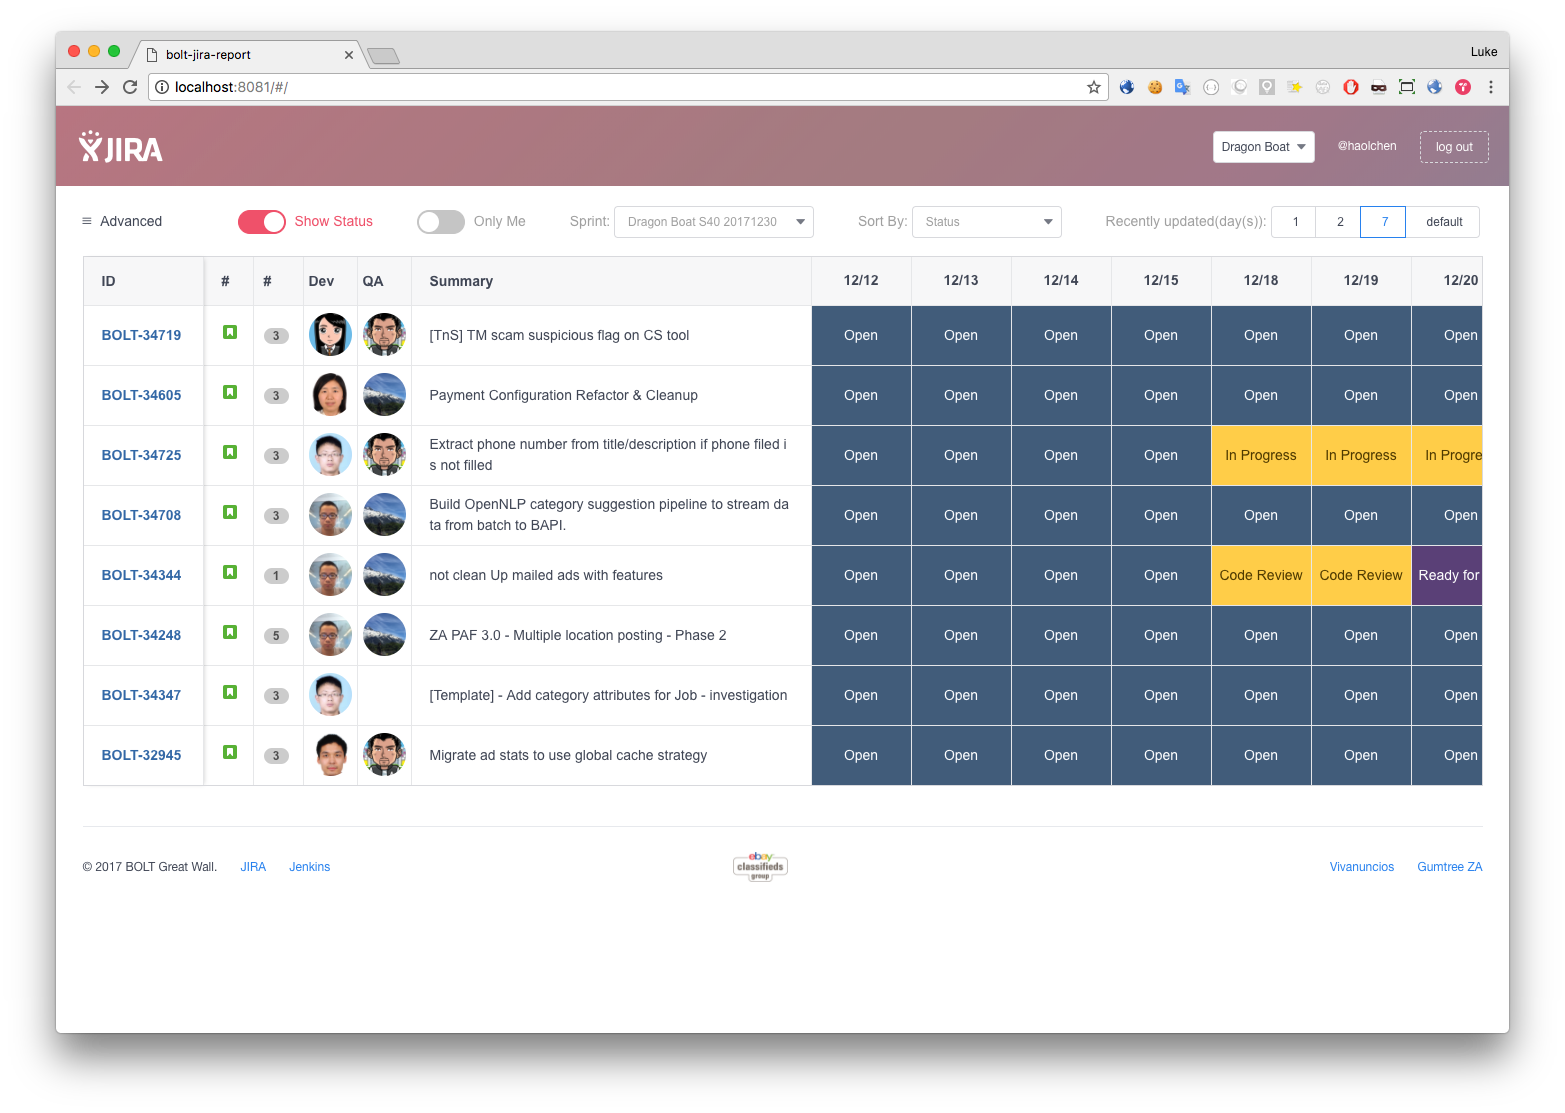 bolt-jira-report
Luke
localhost:8081/#/
JIRA
Dragon Boat
@haolchen
log out
Advanced
Show Status
Only Me
Sprint:
Dragon Boat S40 20171230
Sort By:
Status
Recently updated(day(s)):
1
2
7
default
ID # # Dev QA Summary 12/12 12/13 12/14 12/15 12/18 12/19 12/20
BOLT-34719 3 [TnS] TM scam suspicious flag on CS tool Open Open Open Open Open Open Open
BOLT-34605 3 Payment Configuration Refactor & Cleanup Open Open Open Open Open Open Open
BOLT-34725 3 Extract phone number from title/description if phone filed i
s not filled Open Open Open Open In Progress In Progress In Progre
BOLT-34708 3 Build OpenNLP category suggestion pipeline to stream da
ta from batch to BAPI. Open Open Open Open Open Open Open
BOLT-34344 1 not clean Up mailed ads with features Open Open Open Open Code Review Code Review Ready for
BOLT-34248 5 ZA PAF 3.0 - Multiple location posting - Phase 2 Open Open Open Open Open Open Open
BOLT-34347 3 [Template] - Add category attributes for Job - investigation Open Open Open Open Open Open Open
BOLT-32945 3 Migrate ad stats to use global cache strategy Open Open Open Open Open Open Open
© 2017 BOLT Great Wall.
JIRA
Jenkins
ebay
classifieds
group
Vivanuncios
Gumtree ZA